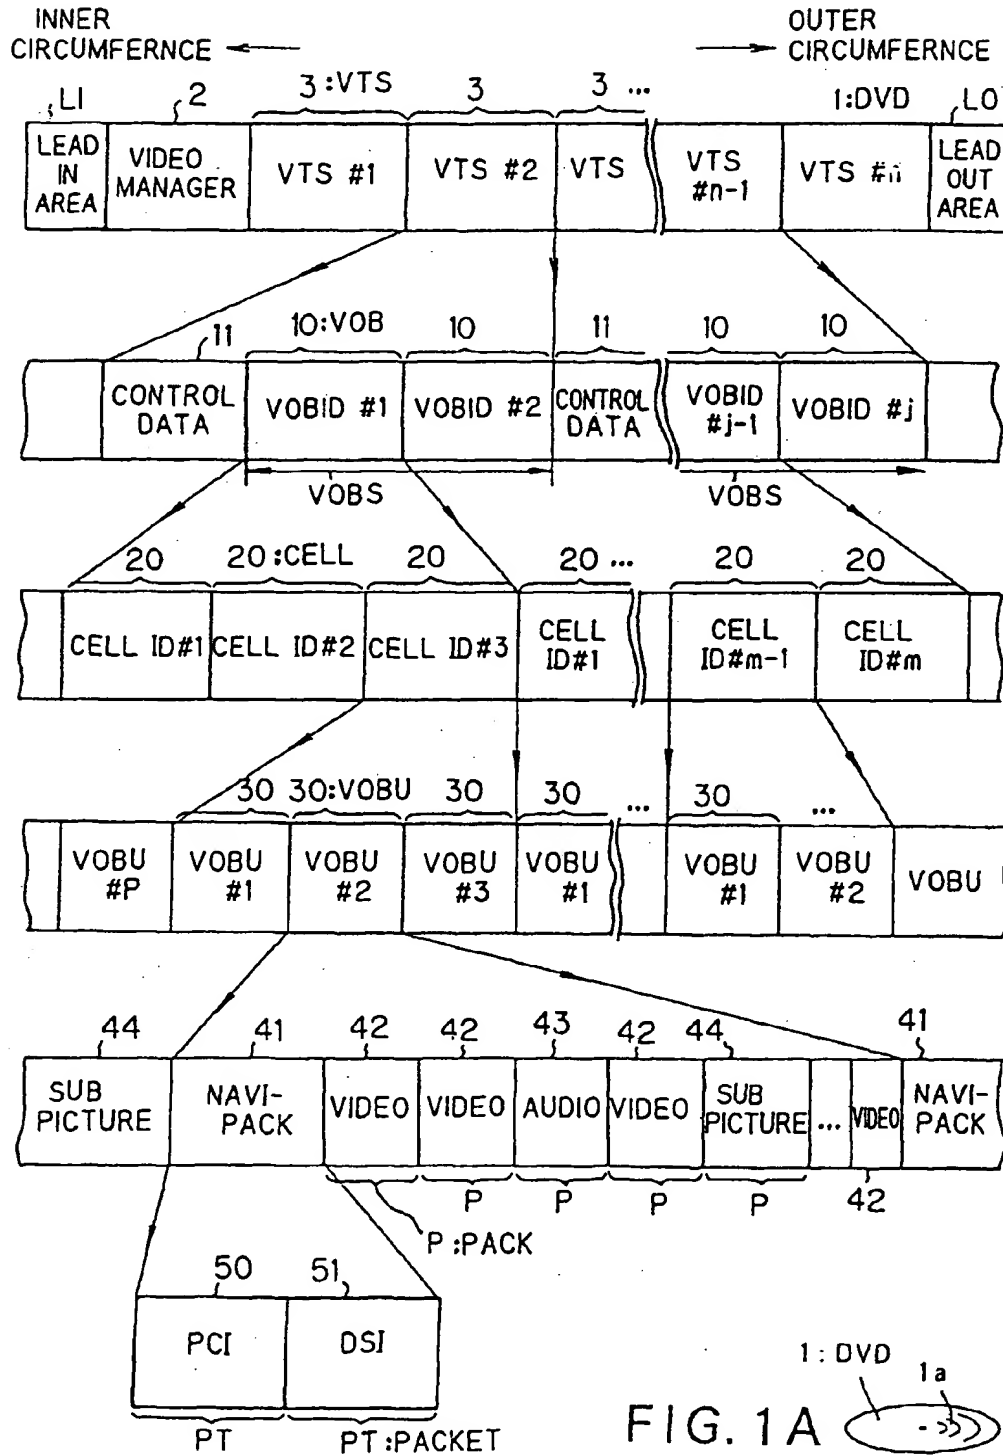 INNER
CIRCUMFERNCE
OUTER
CIRCUMFERNCE
LI 2 3:VTS 3 3 ... 1:DVD LO
LEAD IN AREA
VIDEO MANAGER
VTS #1
VTS #2
VTS
VTS #n-1
VTS #n
LEAD OUT AREA
11 10:VOB 10 11 10 10
CONTROL DATA
VOBID #1
VOBID #2
CONTROL DATA
VOBID #j-1
VOBID #j
VOBS VOBS
20 20:CELL 20 20 ... 20 20
CELL ID#1
CELL ID#2
CELL ID#3
CELL ID#1
CELL ID#m-1
CELL ID#m
30 30:VOBU 30 30 ... 30 ...
VOBU #P
VOBU #1
VOBU #2
VOBU #3
VOBU #1
VOBU #1
VOBU #2
VOBU
44 41 42 42 43 42 44 41
SUB PICTURE
NAVI-PACK
VIDEO
VIDEO
AUDIO
VIDEO
SUB PICTURE
...
VIDEO
NAVI-PACK
P P P P 42
P:PACK
50 51
PCI DSI
PT PT:PACKET
1:DVD 1a
FIG.1A